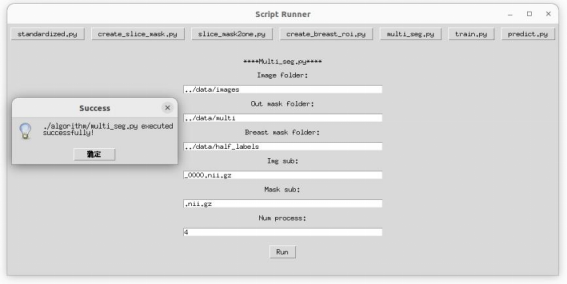 Script Runner
standardized.py create_slice_mask.py slice_mask2one.py create_breast_roi.py multi_seg.py train.py predict.py
****Multi_seg.py****
Image folder:
../data/images
Out mask folder:
../data/multi
Breast mask folder:
../data/half_labels
Img sub:
_0000.nii.gz
Mask sub:
.nii.gz
Num process:
4
Run
Success
./algorithm/multi_seg.py executed
successfully!
确定